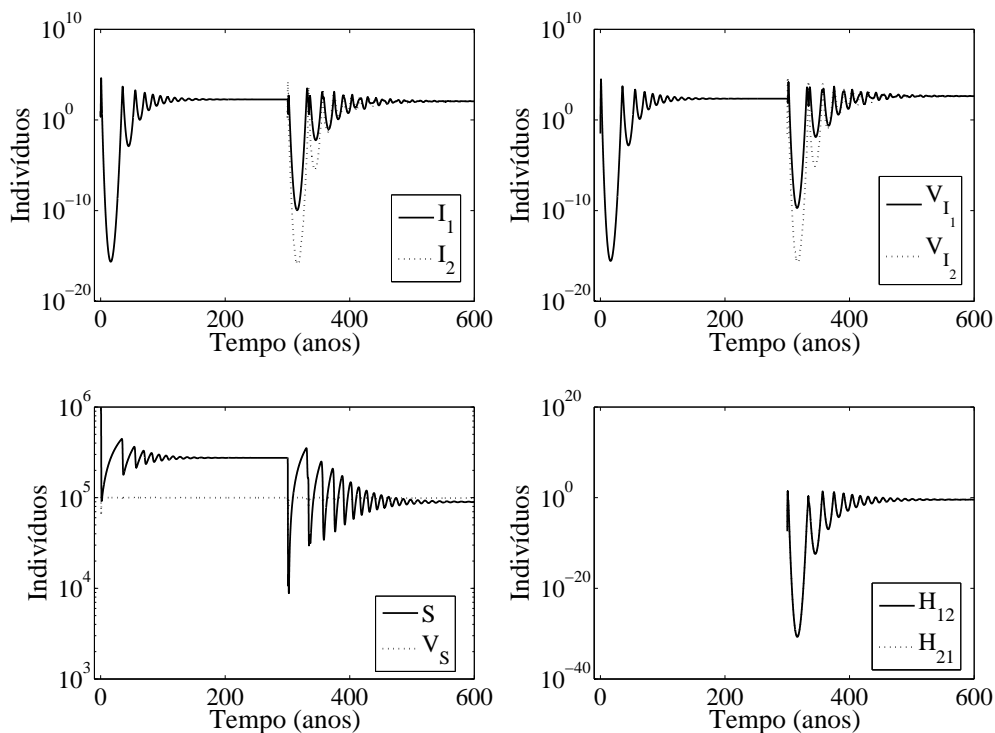 10^10
10^0
10^-10
10^-20
Indivíduos
0 200 400 600
Tempo (anos)
I_1
I_2
10^10
10^0
10^-10
10^-20
Indivíduos
0 200 400 600
Tempo (anos)
V_I_1
V_I_2
10^6
10^5
10^4
10^3
Indivíduos
0 200 400 600
Tempo (anos)
S
V_S
10^20
10^0
10^-20
10^-40
Indivíduos
0 200 400 600
Tempo (anos)
H_12
H_21